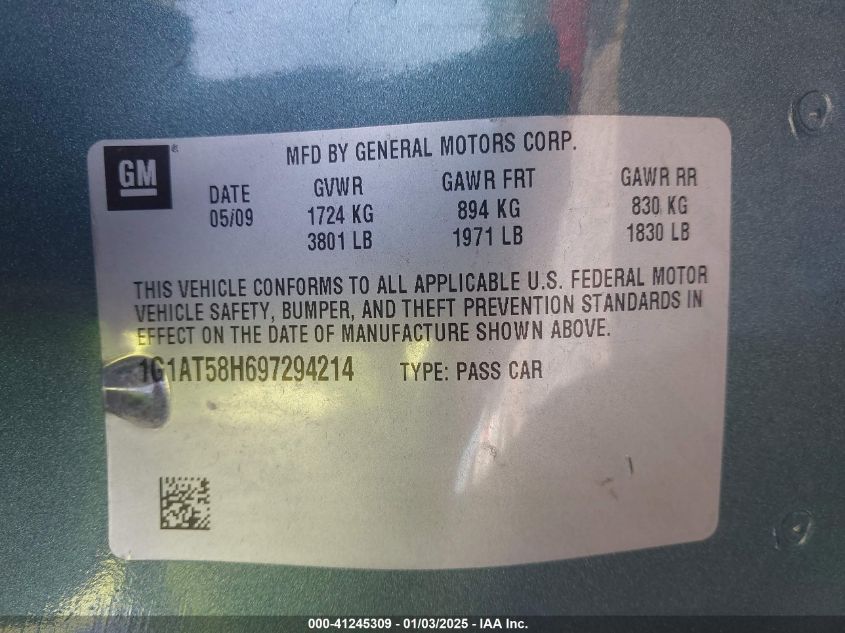 GM
MFD BY GENERAL MOTORS CORP.
DATE GVWR GAWR FRT GAWR RR
05/09 1724 KG 894 KG 830 KG
3801 LB 1971 LB 1830 LB
THIS VEHICLE CONFORMS TO ALL APPLICABLE U.S. FEDERAL MOTOR
VEHICLE SAFETY, BUMPER, AND THEFT PREVENTION STANDARDS IN
EFFECT ON THE DATE OF MANUFACTURE SHOWN ABOVE.
1G1AT58H697294214 TYPE: PASS CAR
000-41245309 - 01/03/2025 - IAA Inc.